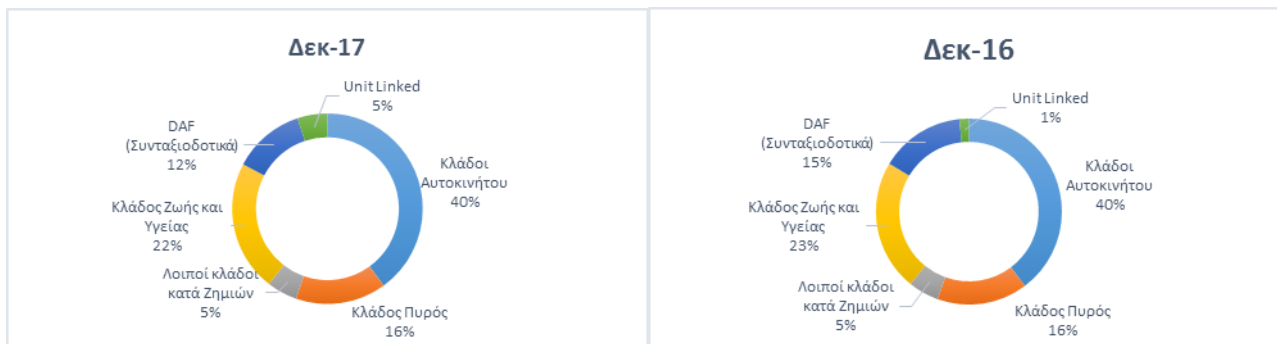 Δεκ-17
Unit Linked
5%
DAF
(Συνταξιοδοτικά)
12%
Κλάδοι
Αυτοκινήτου
40%
Κλάδος Ζωής και
Υγείας
22%
Λοιποί κλάδοι
κατά Ζημιών
5%
Κλάδος Πυρός
16%
Δεκ-16
Unit Linked
1%
DAF
(Συνταξιοδοτικά)
15%
Κλάδοι
Αυτοκινήτου
40%
Κλάδος Ζωής και
Υγείας
23%
Λοιποί κλάδοι
κατά Ζημιών
5%
Κλάδος Πυρός
16%